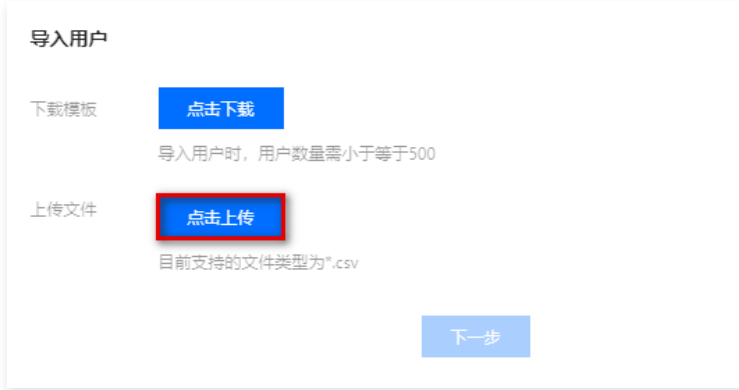 导入用户
下载模板 点击下载
导入用户时，用户数量需小于等于500
上传文件 点击上传
目前支持的文件类型为*.csv
下一步